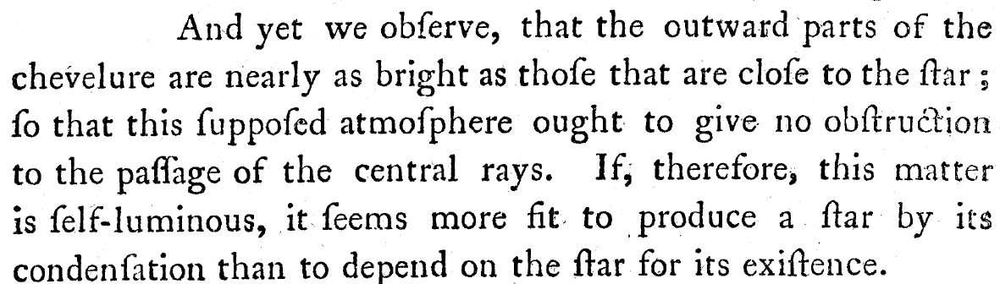 And yet we obſerve, that the outward parts of the
chevelure are nearly as bright as thoſe that are cloſe to the ſtar;
ſo that this ſuppoſed atmoſphere ought to give no obſtruction
to the paſſage of the central rays. If, therefore, this matter
is ſelf-luminous, it ſeems more fit to produce a ſtar by its
condenſation than to depend on the ſtar for its exiſtence.